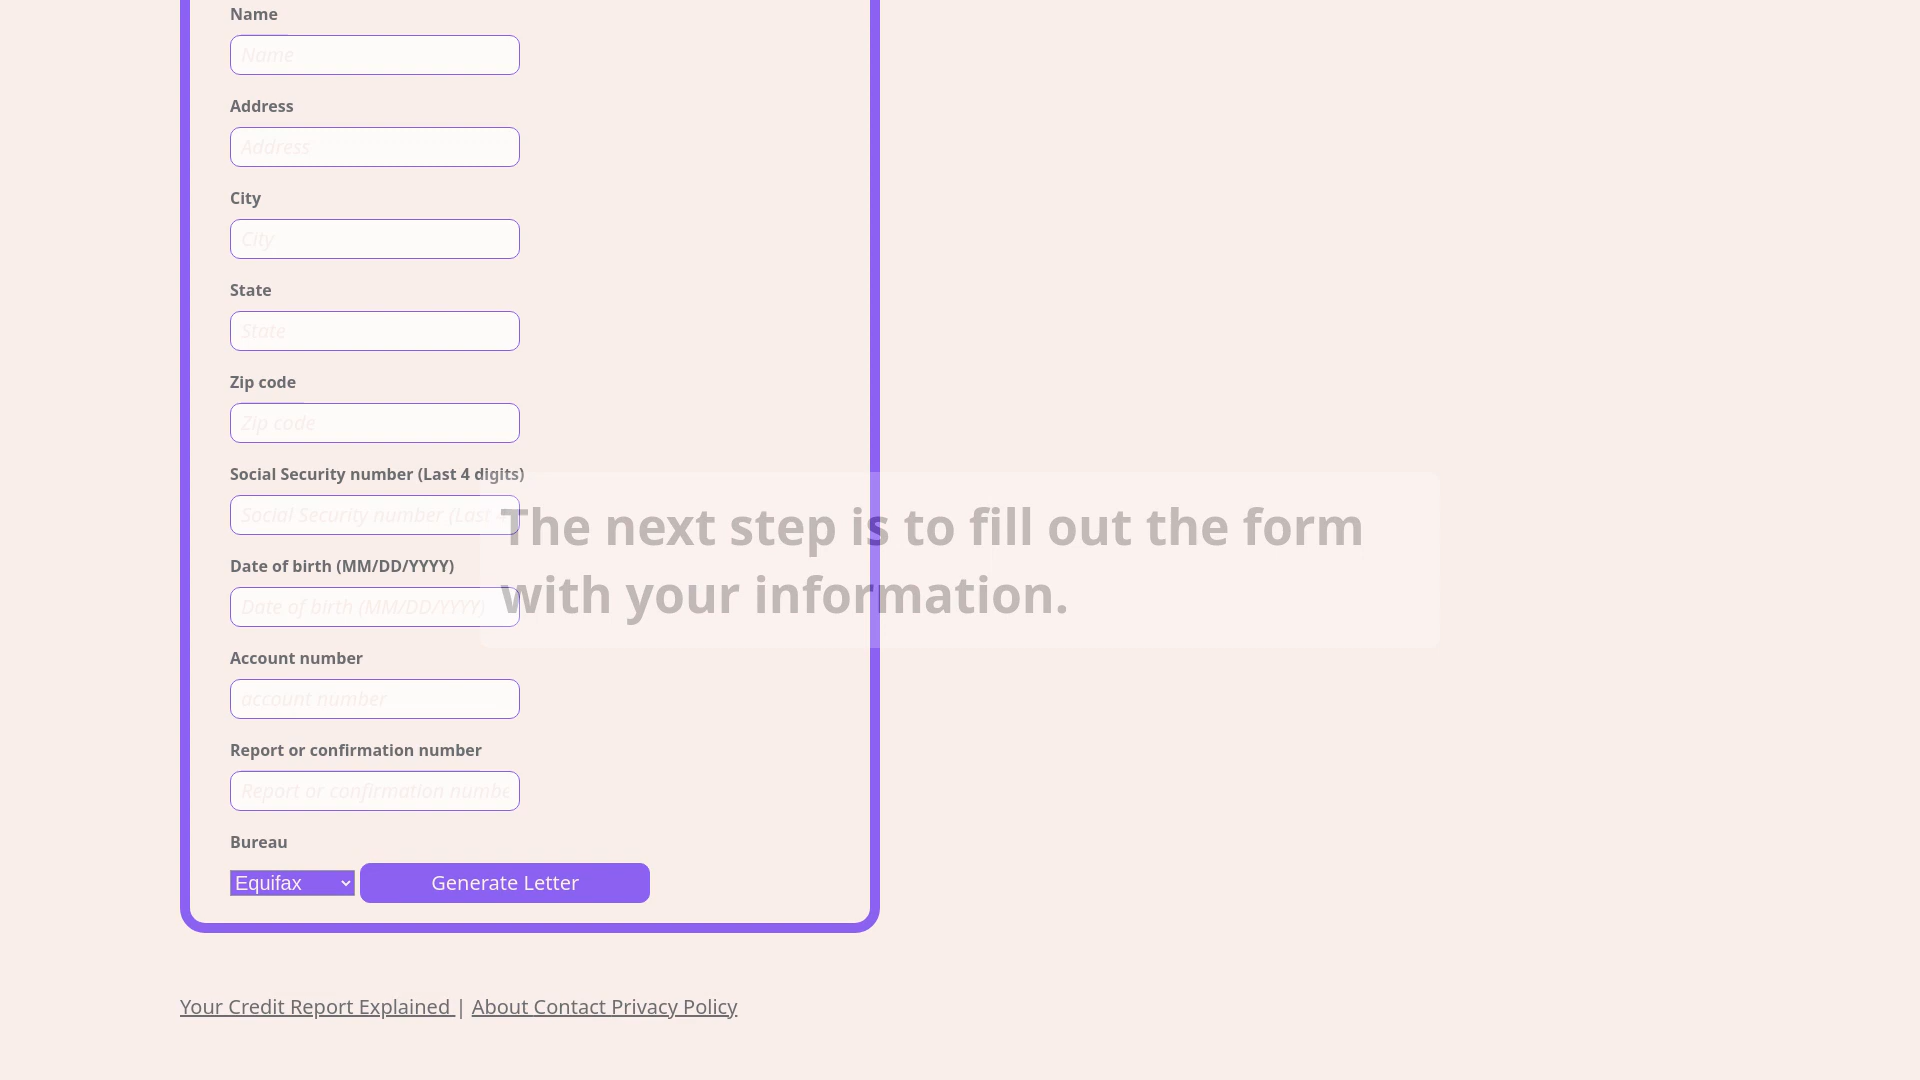 Name
Name
Address
Address
City
City
State
State
Zip code
Zip code
Social Security number (Last 4 digits)
Social Security number (Last
The next step is to fill out the form
with your information.
Date of birth (MM/DD/YYYY)
Date of birth (MM/DD/YYYY)
Account number
account number
Report or confirmation number
Report or confirmation numbe
Bureau
Equifax
Generate Letter
Your Credit Report Explained | About Contact Privacy Policy